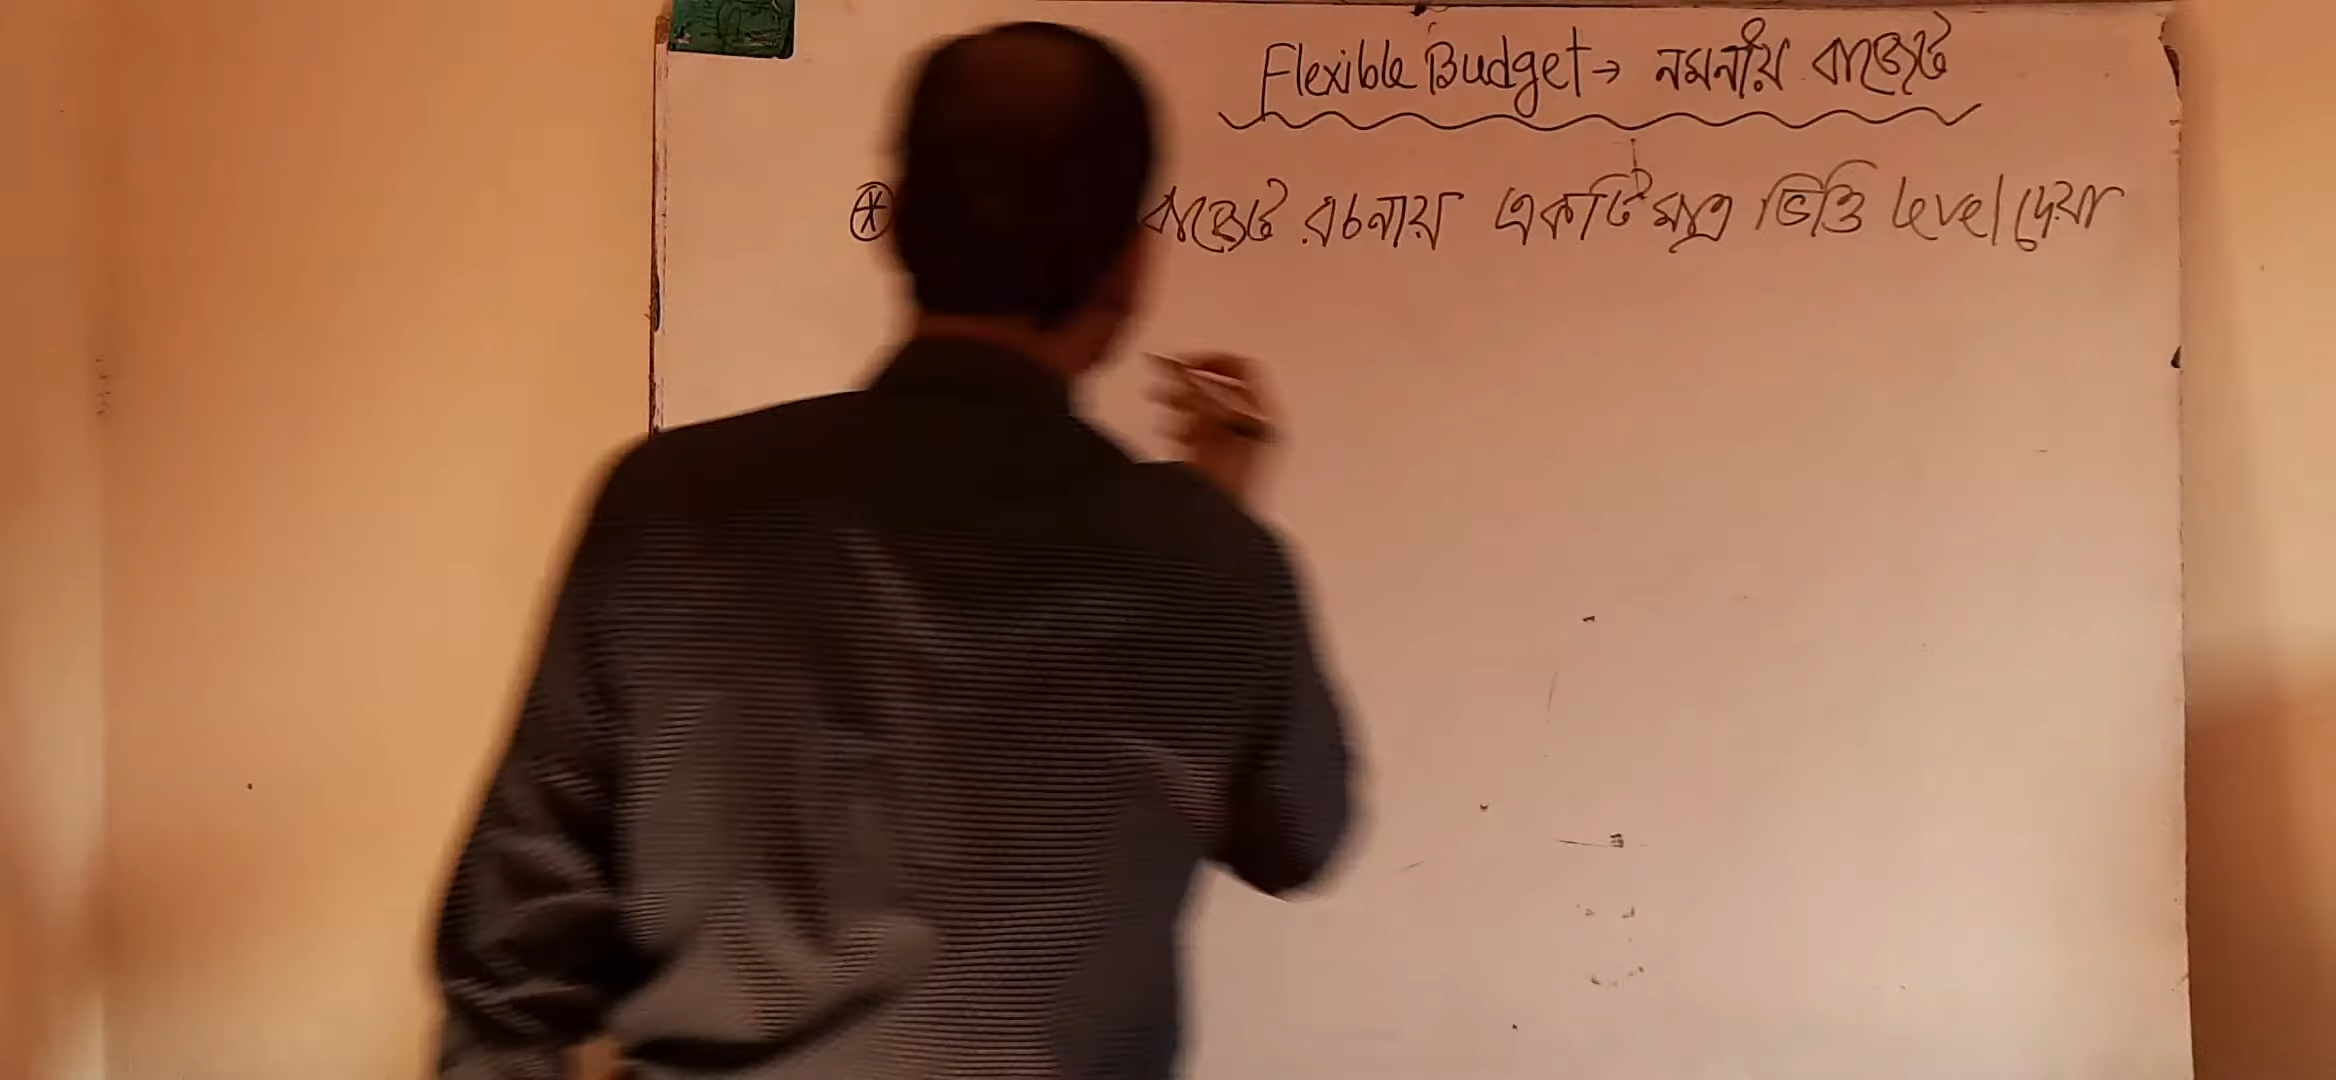 Flexible Budget → নমনীয় বাজেট
বাজেট রচনায় একটি মাত্র ভিত্তি Level দেয়া